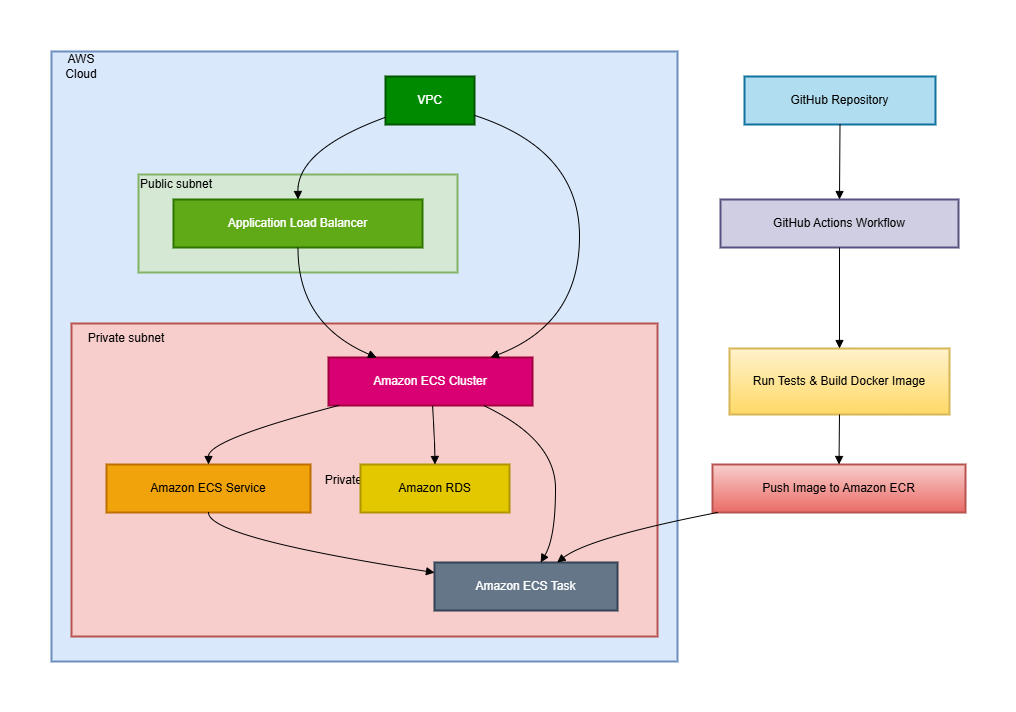 AWS
Cloud
VPC
GitHub Repository
Public subnet
Application Load Balancer
GitHub Actions Workflow
Private subnet
Amazon ECS Cluster
Run Tests & Build Docker Image
Amazon ECS Service
Private
Amazon RDS
Push Image to Amazon ECR
Amazon ECS Task